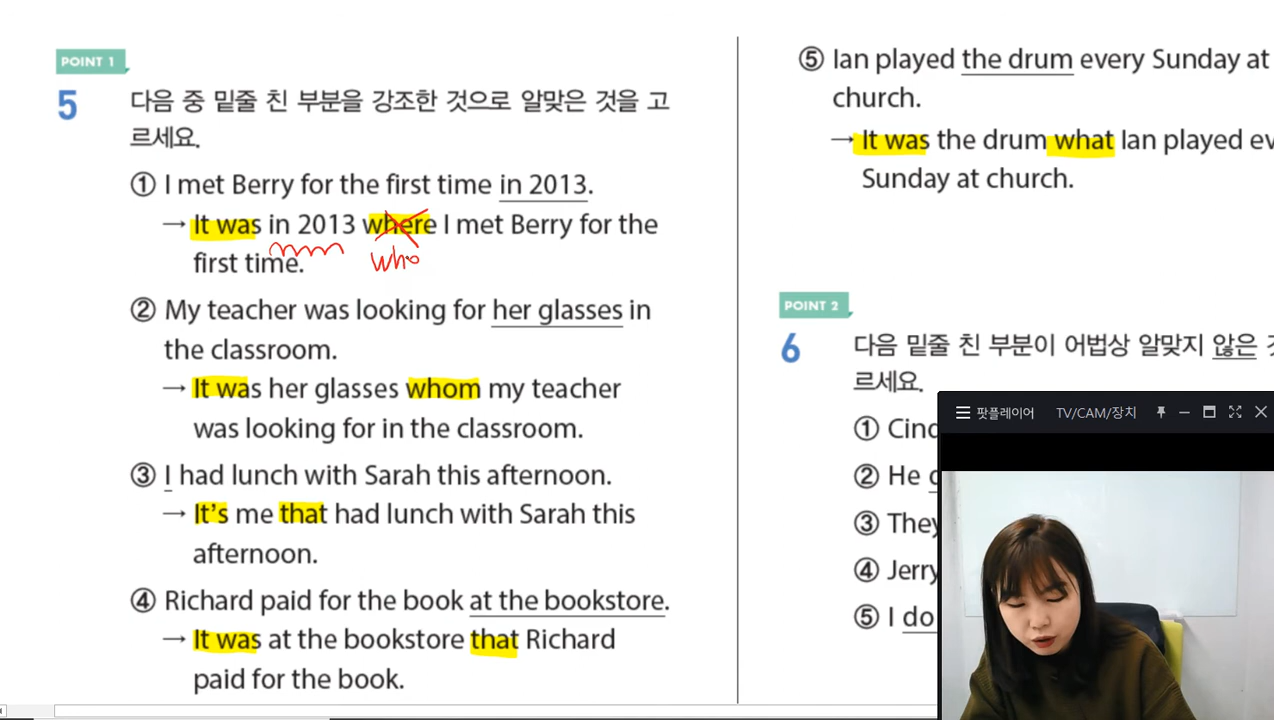 POINT 1
5
다음 중 밑줄 친 부분을 강조한 것으로 알맞은 것을 고
르세요.
① I met Berry for the first time in 2013.
→ It was in 2013 where I met Berry for the
first time.
who
② My teacher was looking for her glasses in
the classroom.
→ It was her glasses whom my teacher
was looking for in the classroom.
③ I had lunch with Sarah this afternoon.
→ It's me that had lunch with Sarah this
afternoon.
④ Richard paid for the book at the bookstore.
→ It was at the bookstore that Richard
paid for the book.
⑤ Ian played the drum every Sunday at
church.
→ It was the drum what Ian played ev
Sunday at church.
POINT 2
6
다음 밑줄 친 부분이 어법상 알맞지 않은
르세요.
① Cind
② He
③ They
④ Jerry
⑤ I do
팟플레이어 TV/CAM/장치